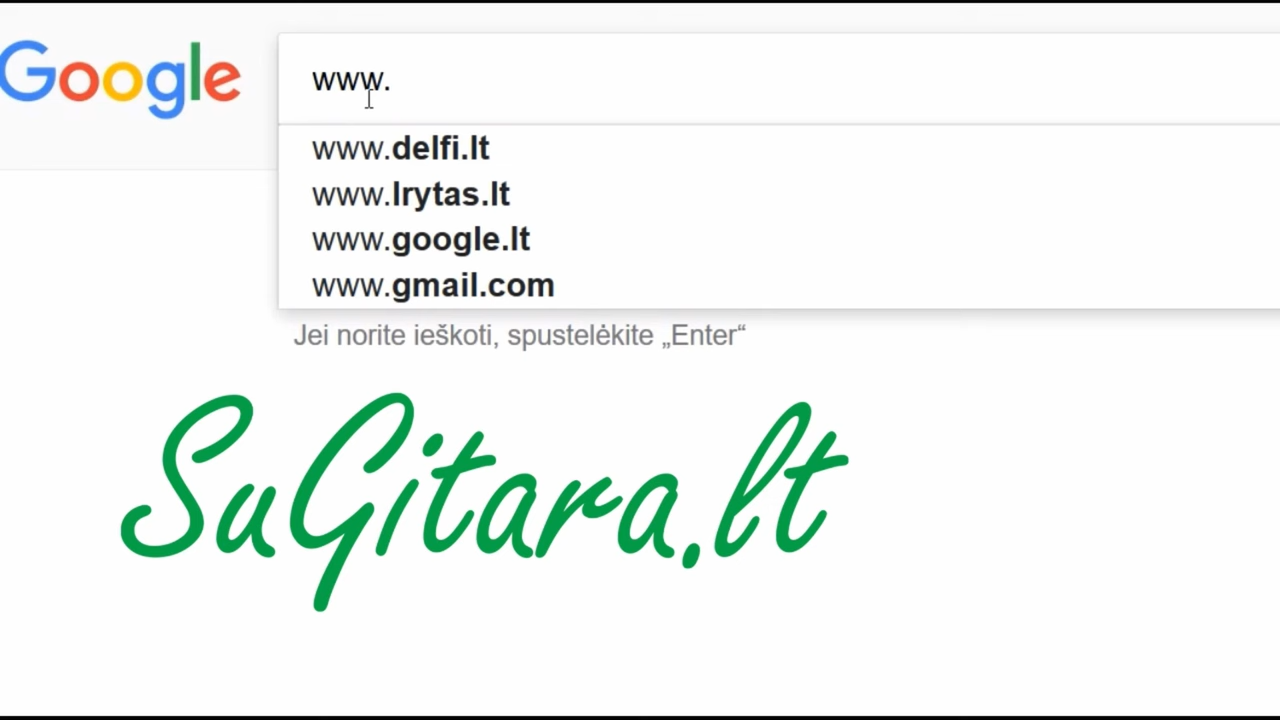 Google
www.
www.delfi.lt
www.lrytas.lt
www.google.lt
www.gmail.com
Jei norite ieškoti, spustelėkite „Enter“
SuGitara.lt